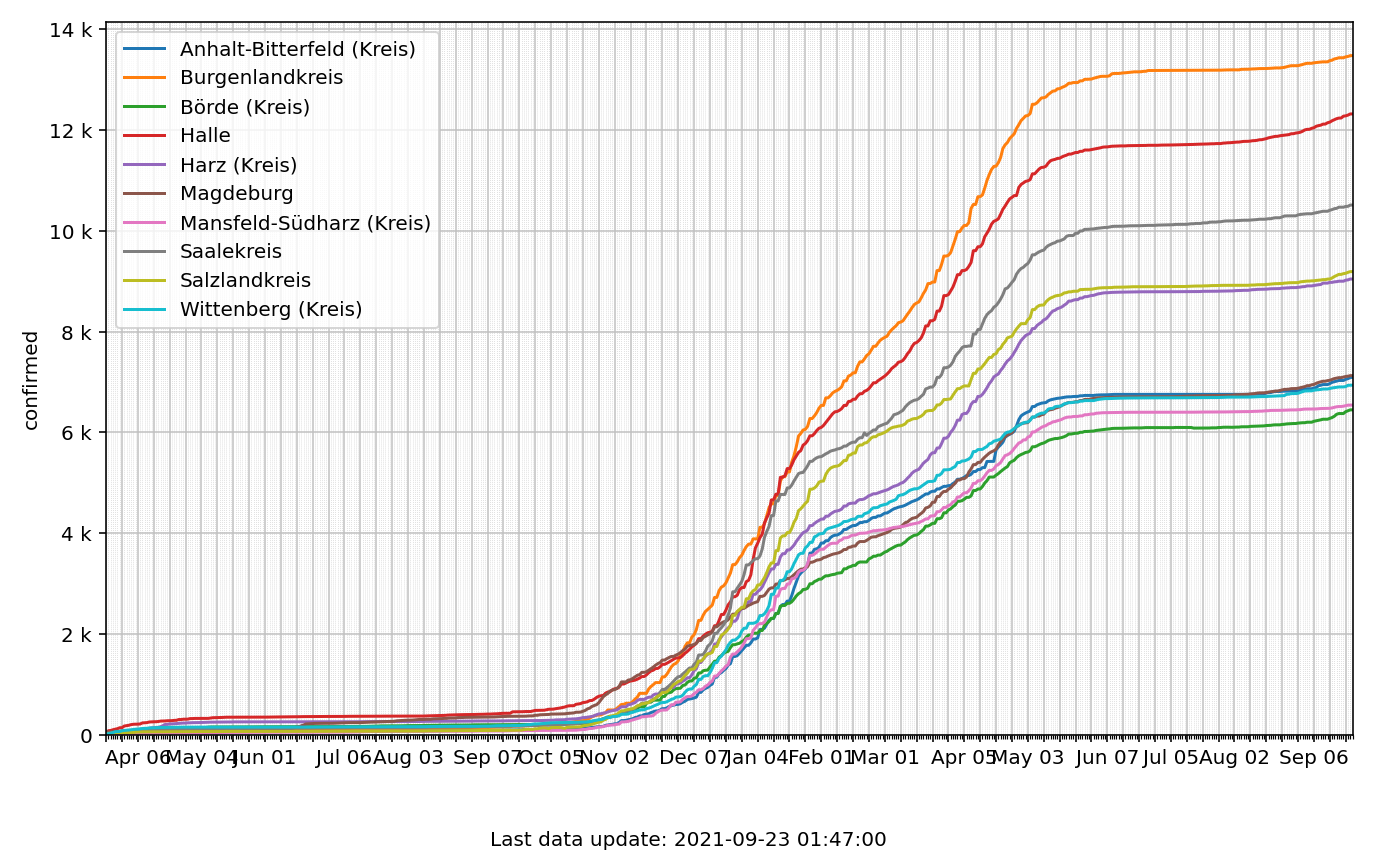 14 k
12 k
10 k
8 k
6 k
4 k
2 k
0
confirmed
Anhalt-Bitterfeld (Kreis)
Burgenlandkreis
Börde (Kreis)
Halle
Harz (Kreis)
Magdeburg
Mansfeld-Südharz (Kreis)
Saalekreis
Salzlandkreis
Wittenberg (Kreis)
Apr 06 May 04 Jun 01 Jul 06 Aug 03 Sep 07 Oct 05 Nov 02 Dec 07 Jan 04 Feb 01 Mar 01 Apr 05 May 03 Jun 07 Jul 05 Aug 02 Sep 06
Last data update: 2021-09-23 01:47:00